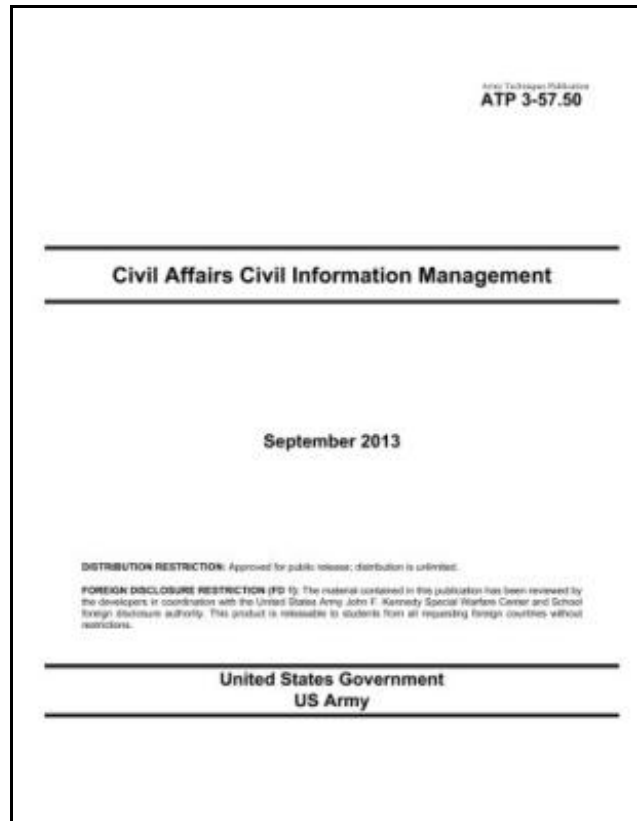 Army Techniques Publication
ATP 3-57.50
Civil Affairs Civil Information Management
September 2013
DISTRIBUTION RESTRICTION: Approved for public release; distribution is unlimited.
FOREIGN DISCLOSURE RESTRICTION (FD 1): The material contained in this publication has been reviewed by
the developers in coordination with the United States Army John F. Kennedy Special Warfare Center and School
foreign disclosure authority. This product is releasable to students from all requesting foreign countries without
restrictions.
United States Government
US Army